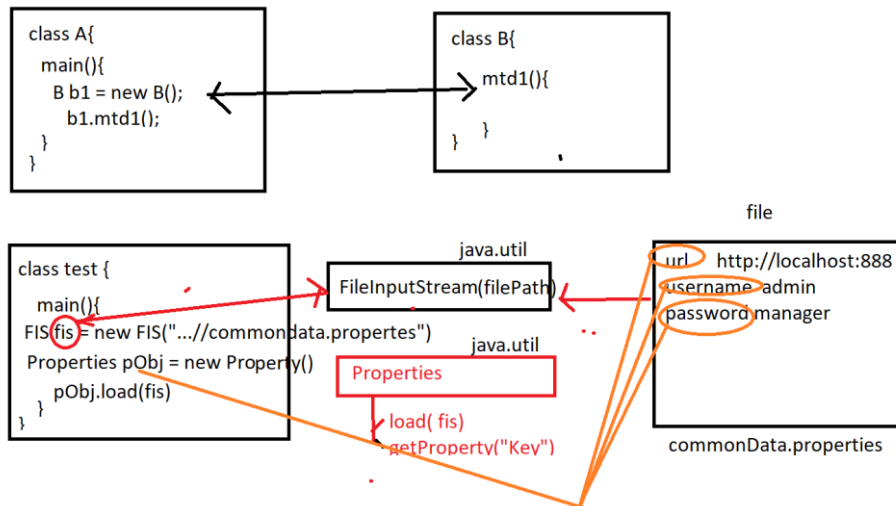 class A{
main(){
B b1 = new B();
b1.mtd1();
}
}
class B{
mtd1(){
}
}
file
class test {
main(){
FIS fis = new FIS("...//commondata.propertes")
Properties pObj = new Property()
pObj.load(fis)
}
}
java.util
FileInputStream(filePath)
java.util
Properties
load( fis)
getProperty("Key")
url http://localhost:888
username admin
password manager
commonData.properties